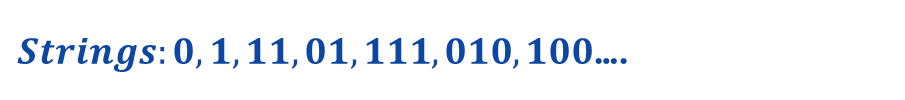 Strings: 0, 1, 11, 01, 111, 010, 100....